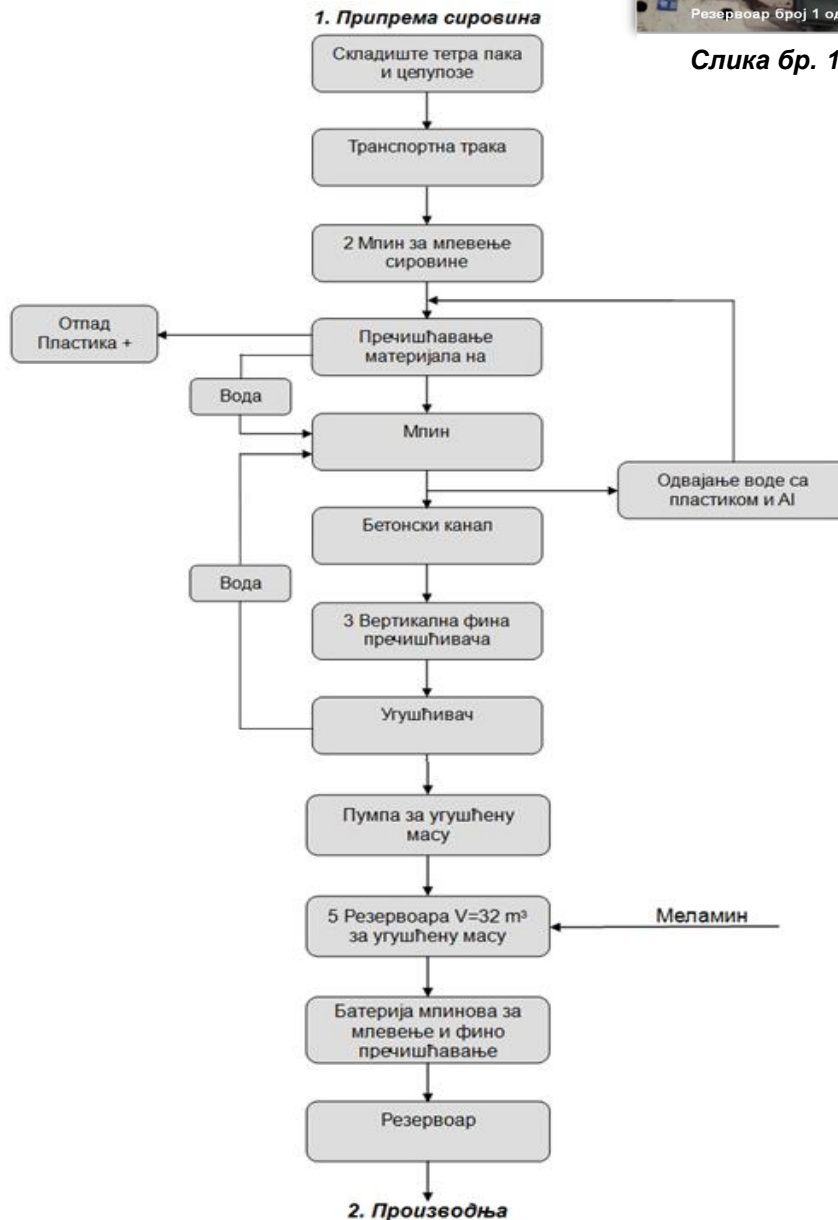 Резервоар број 1 од
Слика бр. 1
1. Припрема сировина
Складиште тетра пака
и целулозе
Транспортна трака
2 Млин за млевење
сировине
Отпад
Пластика +
Пречишћавање
материјала на
Вода
Млин
Одвајање воде са
пластиком и Al
Бетонски канал
Вода
3 Вертикална фина
пречишћивача
Угушћивач
Пумпа за угушћену
масу
5 Резервоара V=32 m³
за угушћену масу
Меламин
Батерија млинова за
млевење и фино
пречишћавање
Резервоар
2. Производња